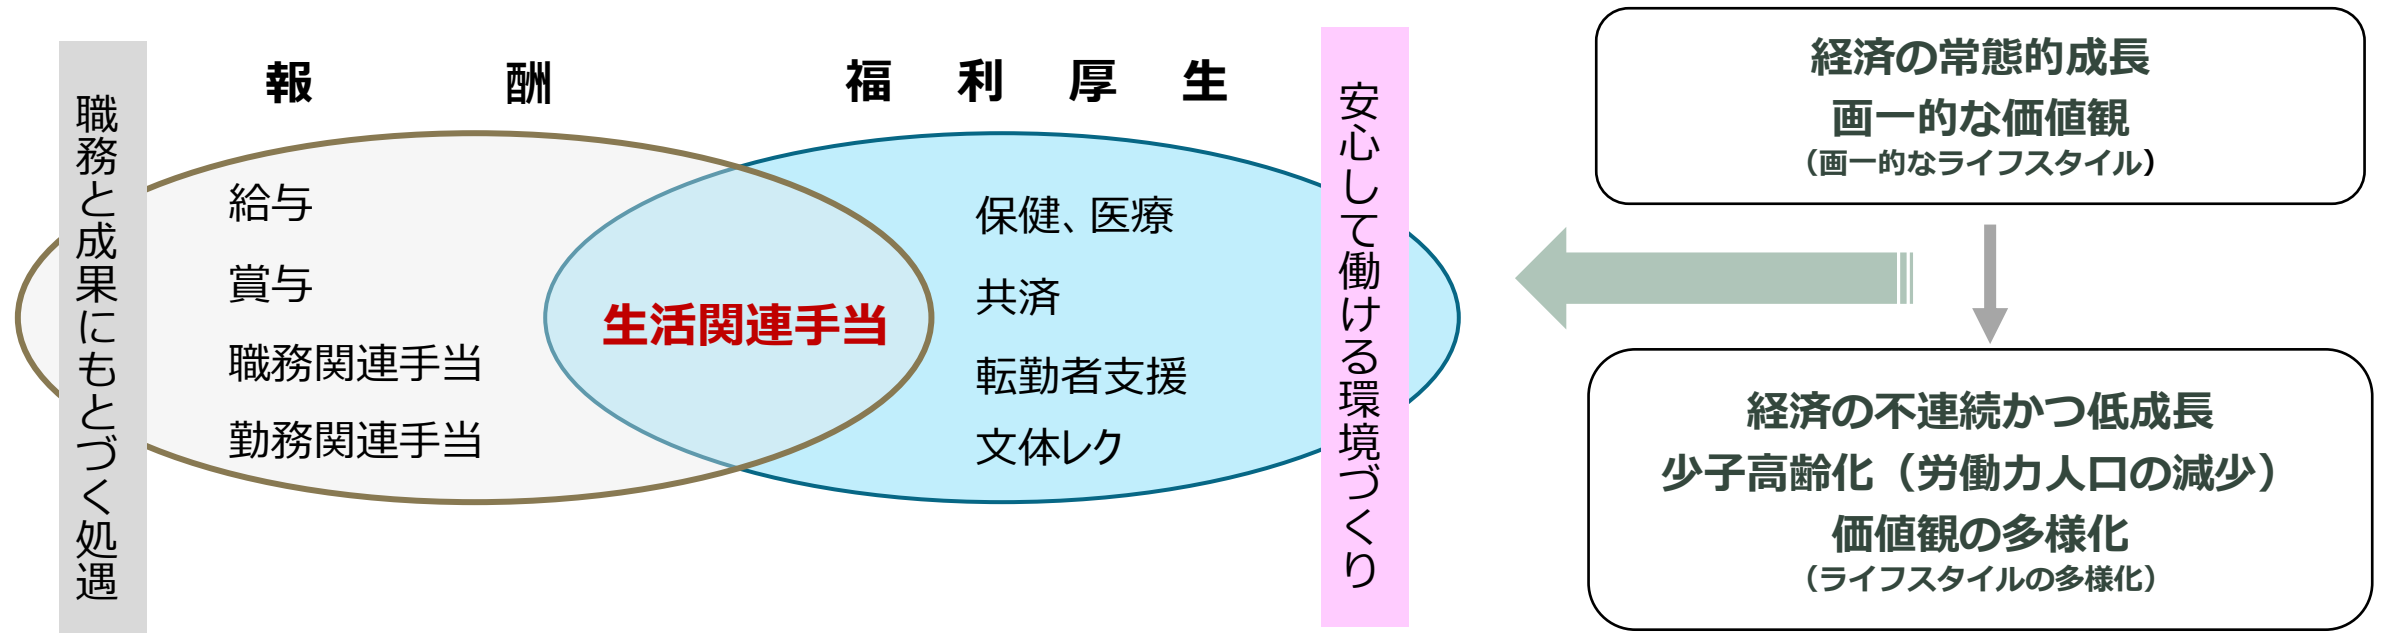 職務と成果にもとづく処遇
報酬
給与
賞与
職務関連手当
勤務関連手当
生活関連手当
福利厚生
保健、医療
共済
転勤者支援
文体レク
安心して働ける環境づくり
経済の常態的成長
画一的な価値観
（画一的なライフスタイル）
経済の不連続かつ低成長
少子高齢化（労働力人口の減少）
価値観の多様化
（ライフスタイルの多様化）